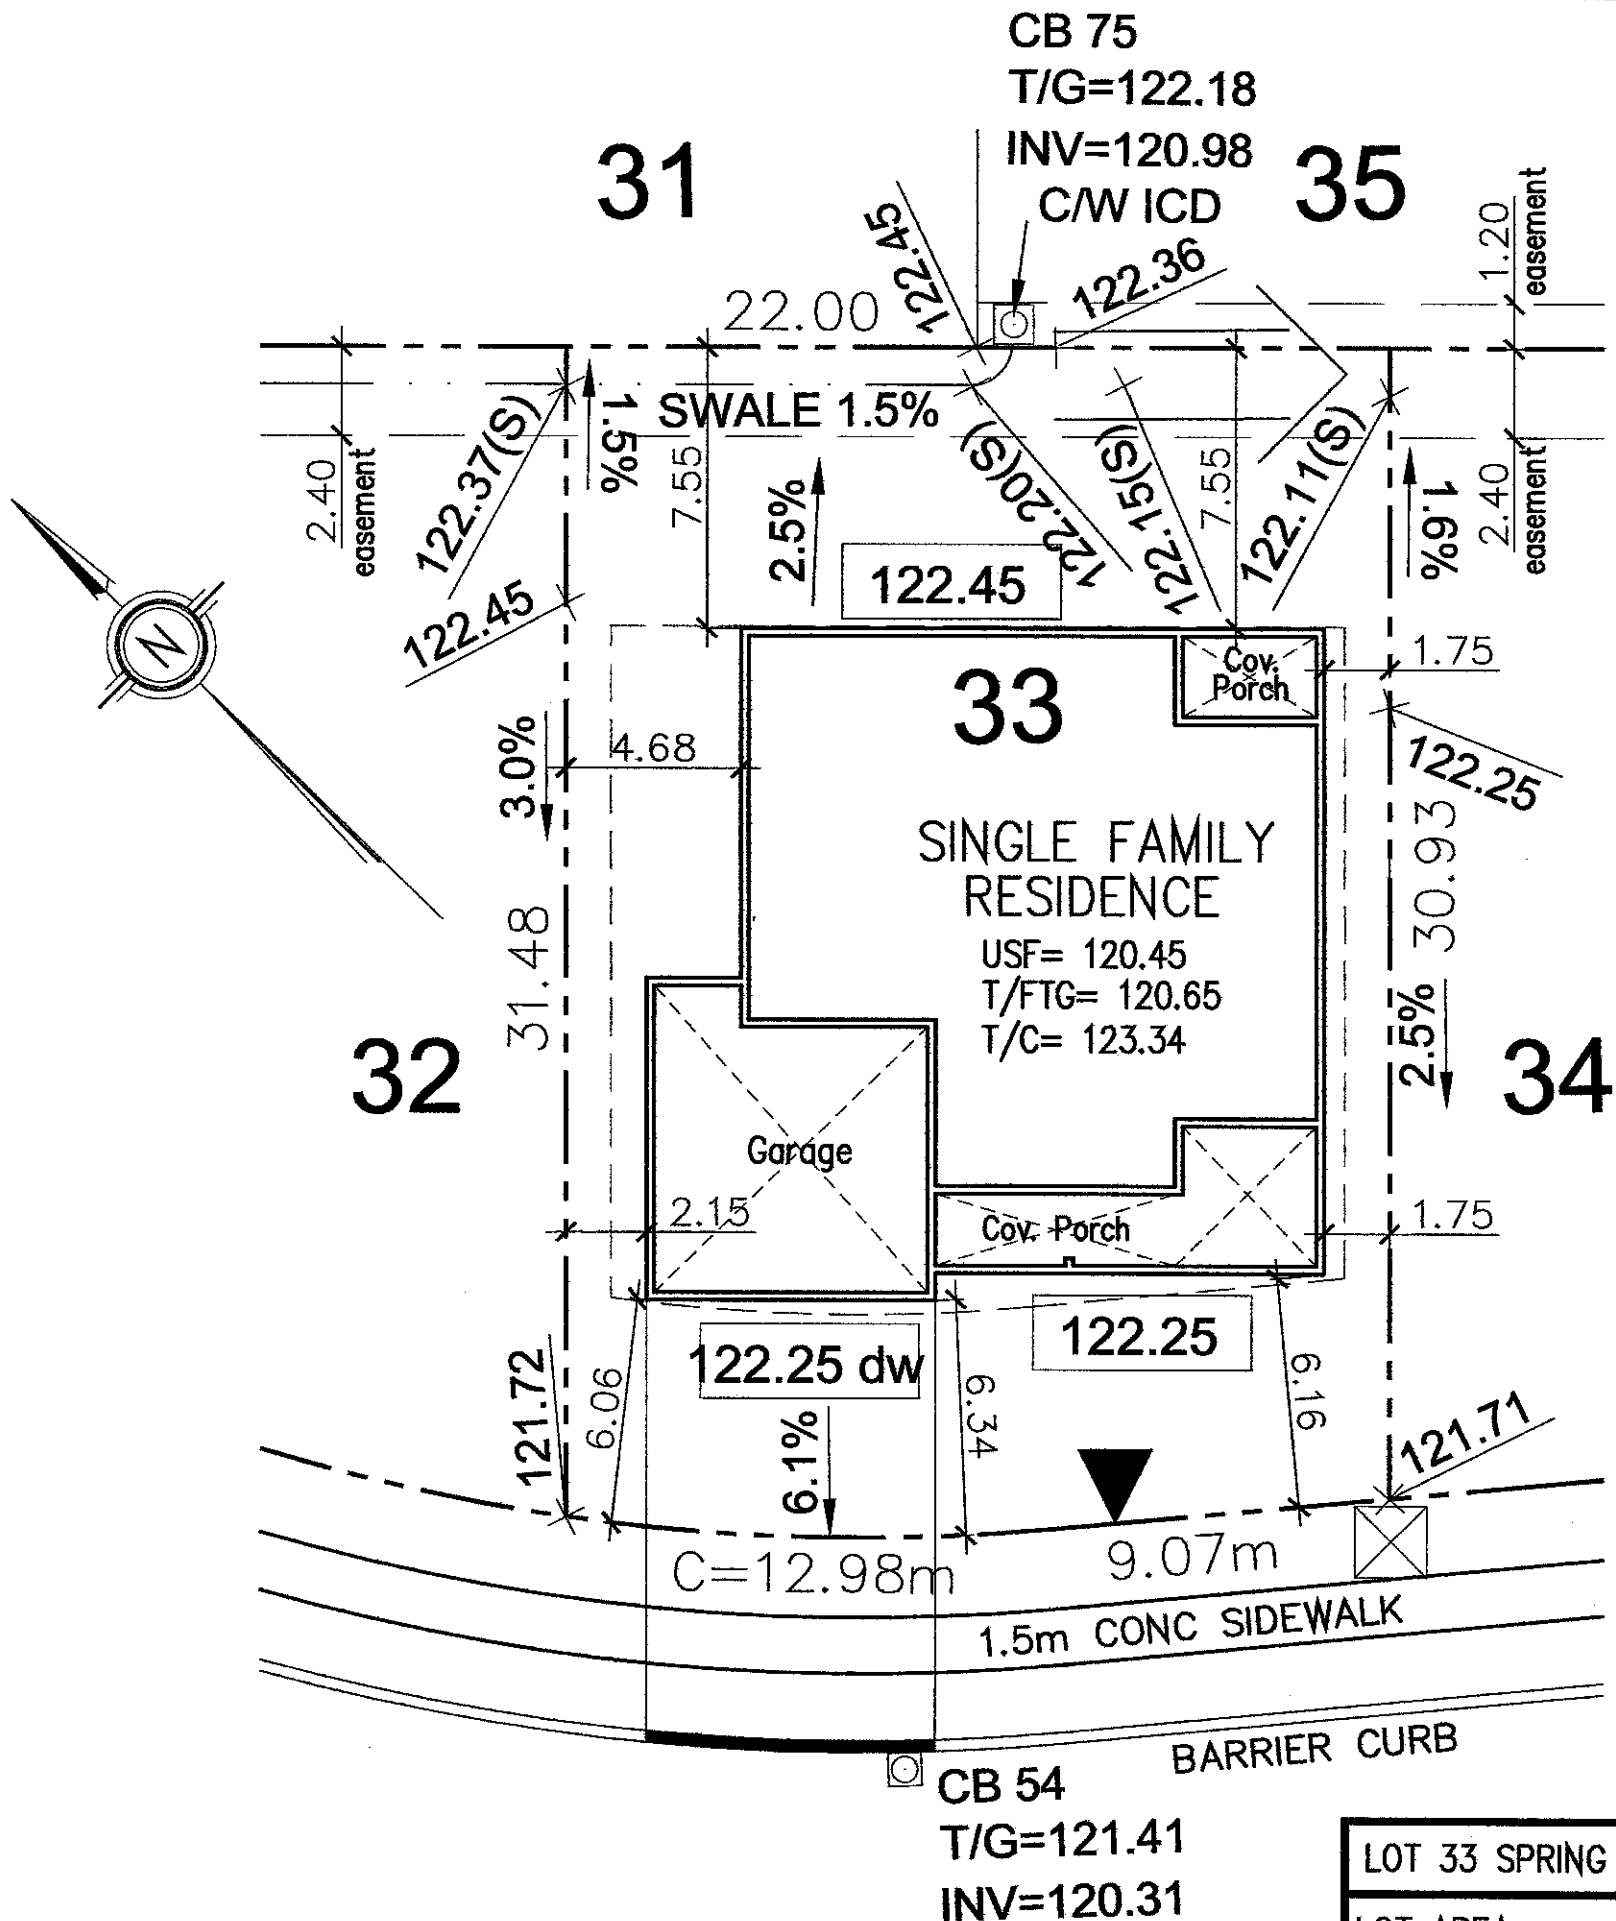 CB 75
T/G=122.18
INV=120.98
C/W ICD
31
35
1.20
easement
122.45
122.36
22.00
SWALE 1.5%
1.5%
7.55
2.40
easement
122.37(S)
122.20(S)
122.15(S)
7.55
122.11(S)
1.6%
2.40
easement
2.5%
122.45
122.45
N
33
Cov.
Porch
1.75
122.25
3.0%
4.68
SINGLE FAMILY
RESIDENCE
USF= 120.45
T/FTG= 120.65
T/C= 123.34
31.48
30.93
2.5%
32
34
Garage
2.15
Cov. Porch
1.75
122.25 dw
122.25
121.72
6.06
6.1%
6.34
6.16
121.71
C=12.98m
9.07m
1.5m CONC SIDEWALK
BARRIER CURB
CB 54
T/G=121.41
INV=120.31
LOT 33 SPRING